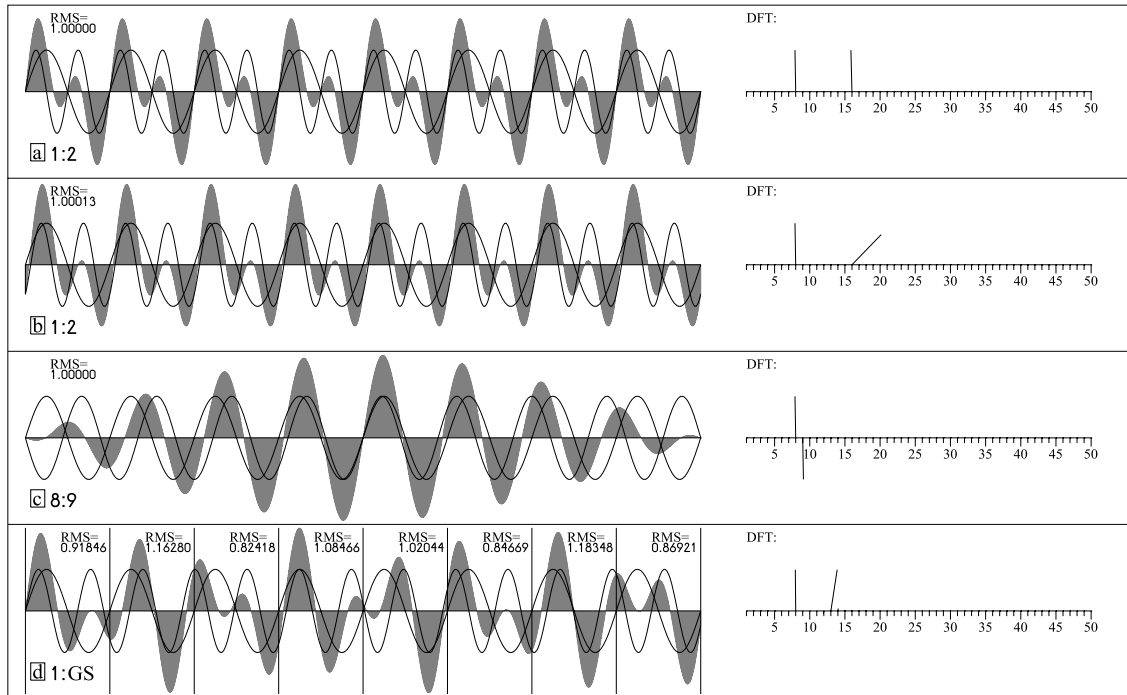 RMS=
1.00000
DFT:
5 10 15 20 25 30 35 40 45 50
a 1:2
RMS=
1.00013
DFT:
5 10 15 20 25 30 35 40 45 50
b 1:2
RMS=
1.00000
DFT:
5 10 15 20 25 30 35 40 45 50
c 8:9
RMS= RMS= RMS= RMS= RMS= RMS= RMS= RMS=
0.91846 1.16280 0.82418 1.08466 1.02044 0.84669 1.18348 0.86921
DFT:
5 10 15 20 25 30 35 40 45 50
d 1:GS